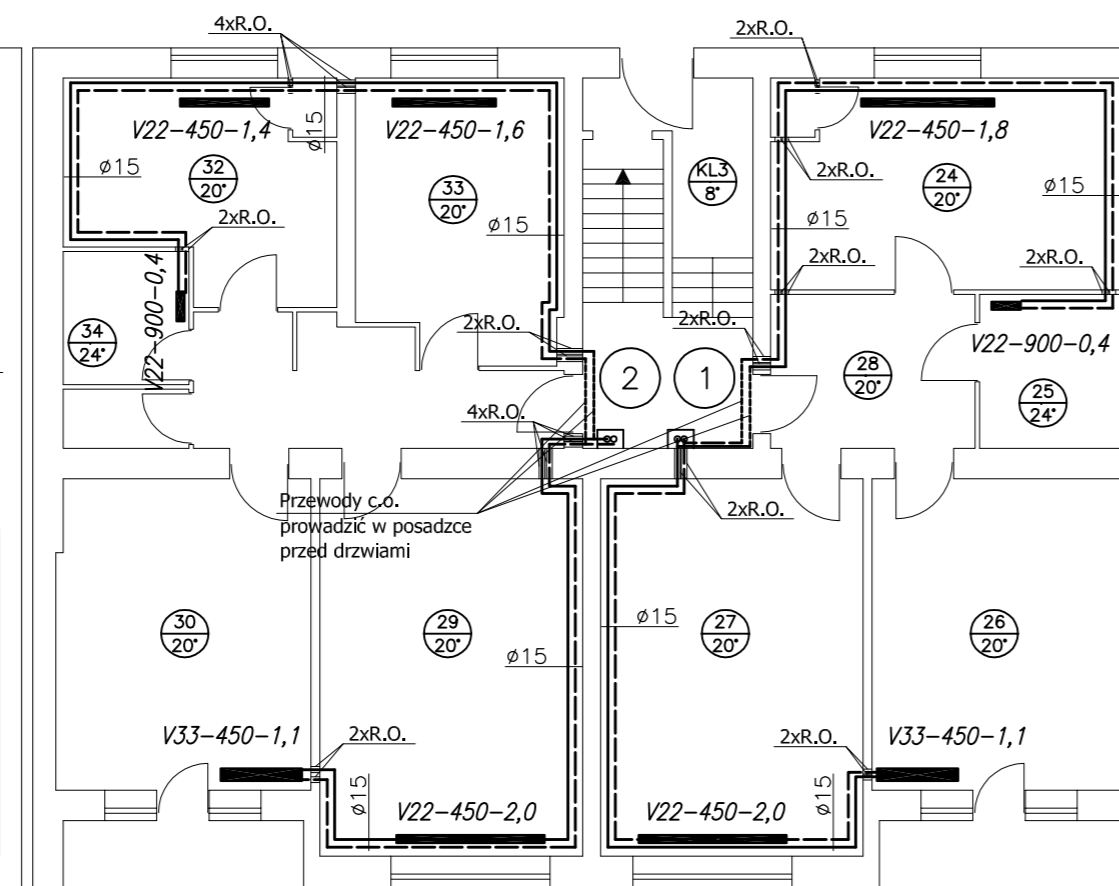 4xR.O.
2xR.O.
V22-450-1,4
ø15
V22-450-1,6
V22-450-1,8
ø15
32
20°
33
20°
KL3
8°
2xR.O.
24
20°
ø15
2xR.O.
ø15
ø15
2xR.O.
2xR.O.
V22-900-0,4
34
24°
2xR.O.
2xR.O.
V22-900-0,4
2
1
28
20°
25
24°
4xR.O.
Przewody c.o.
prowadzić w posadzce
przed drzwiami
2xR.O.
30
20°
29
20°
ø15
ø15
27
20°
26
20°
V33-450-1,1
2xR.O.
2xR.O.
V33-450-1,1
ø15
V22-450-2,0
V22-450-2,0
ø15